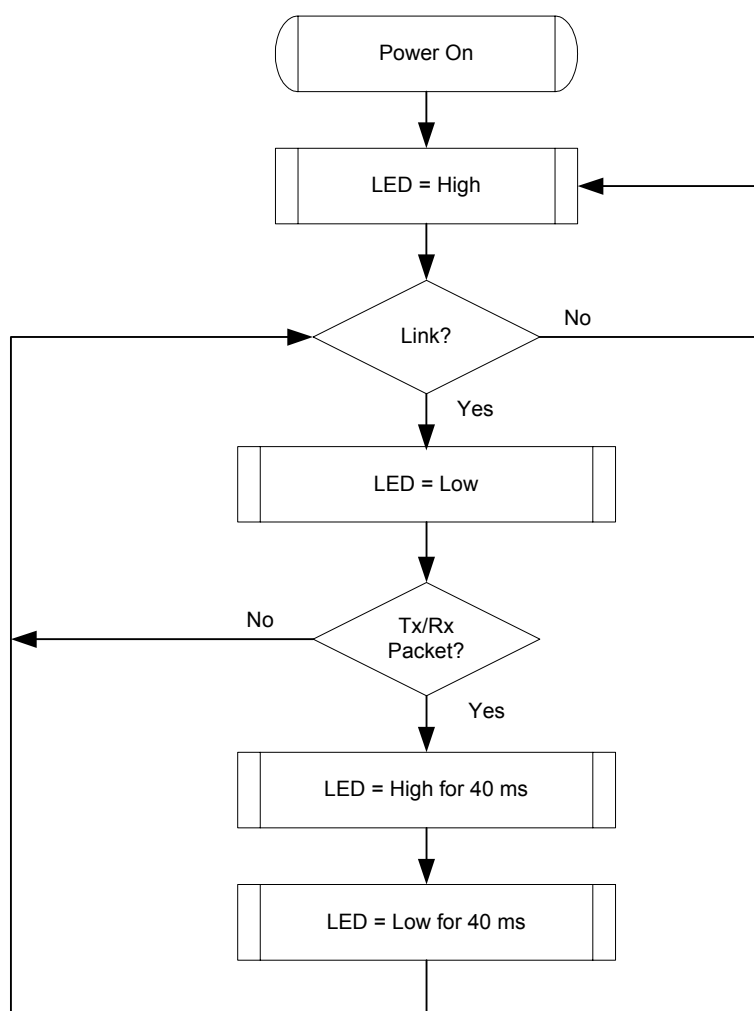 Power On
LED = High
Link?
No
Yes
LED = Low
No
Tx/Rx
Packet?
Yes
LED = High for 40 ms
LED = Low for 40 ms